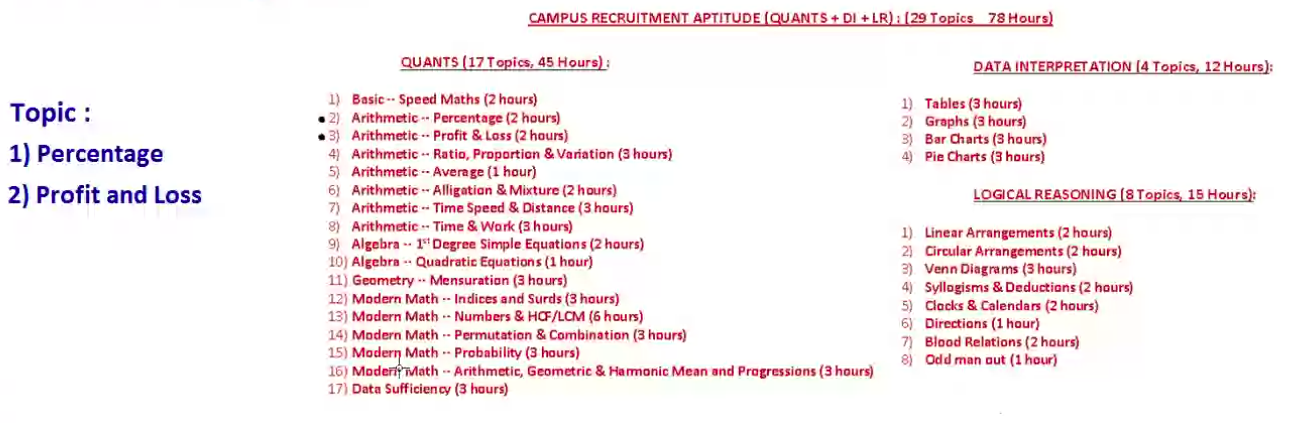 CAMPUS RECRUITMENT APTITUDE (QUANTS + DI + LR) : (29 Topics 78 Hours)
Topic :
1) Percentage
2) Profit and Loss
QUANTS (17 Topics, 45 Hours) :
1) Basic -- Speed Maths (2 hours)
2) Arithmetic -- Percentage (2 hours)
3) Arithmetic -- Profit & Loss (2 hours)
4) Arithmetic -- Ratio, Proportion & Variation (3 hours)
5) Arithmetic -- Average (1 hour)
6) Arithmetic -- Alligation & Mixture (2 hours)
7) Arithmetic -- Time Speed & Distance (3 hours)
8) Arithmetic -- Time & Work (3 hours)
9) Algebra -- 1st Degree Simple Equations (2 hours)
10) Algebra -- Quadratic Equations (1 hour)
11) Geometry -- Mensuration (3 hours)
12) Modern Math -- Indices and Surds (3 hours)
13) Modern Math -- Numbers & HCF/LCM (6 hours)
14) Modern Math -- Permutation & Combination (3 hours)
15) Modern Math -- Probability (3 hours)
16) Modern Math -- Arithmetic, Geometric & Harmonic Mean and Progressions (3 hours)
17) Data Sufficiency (3 hours)
DATA INTERPRETATION (4 Topics, 12 Hours):
1) Tables (3 hours)
2) Graphs (3 hours)
3) Bar Charts (3 hours)
4) Pie Charts (3 hours)
LOGICAL REASONING (8 Topics, 15 Hours):
1) Linear Arrangements (2 hours)
2) Circular Arrangements (2 hours)
3) Venn Diagrams (3 hours)
4) Syllogisms & Deductions (2 hours)
5) Clocks & Calendars (2 hours)
6) Directions (1 hour)
7) Blood Relations (2 hours)
8) Odd man out (1 hour)